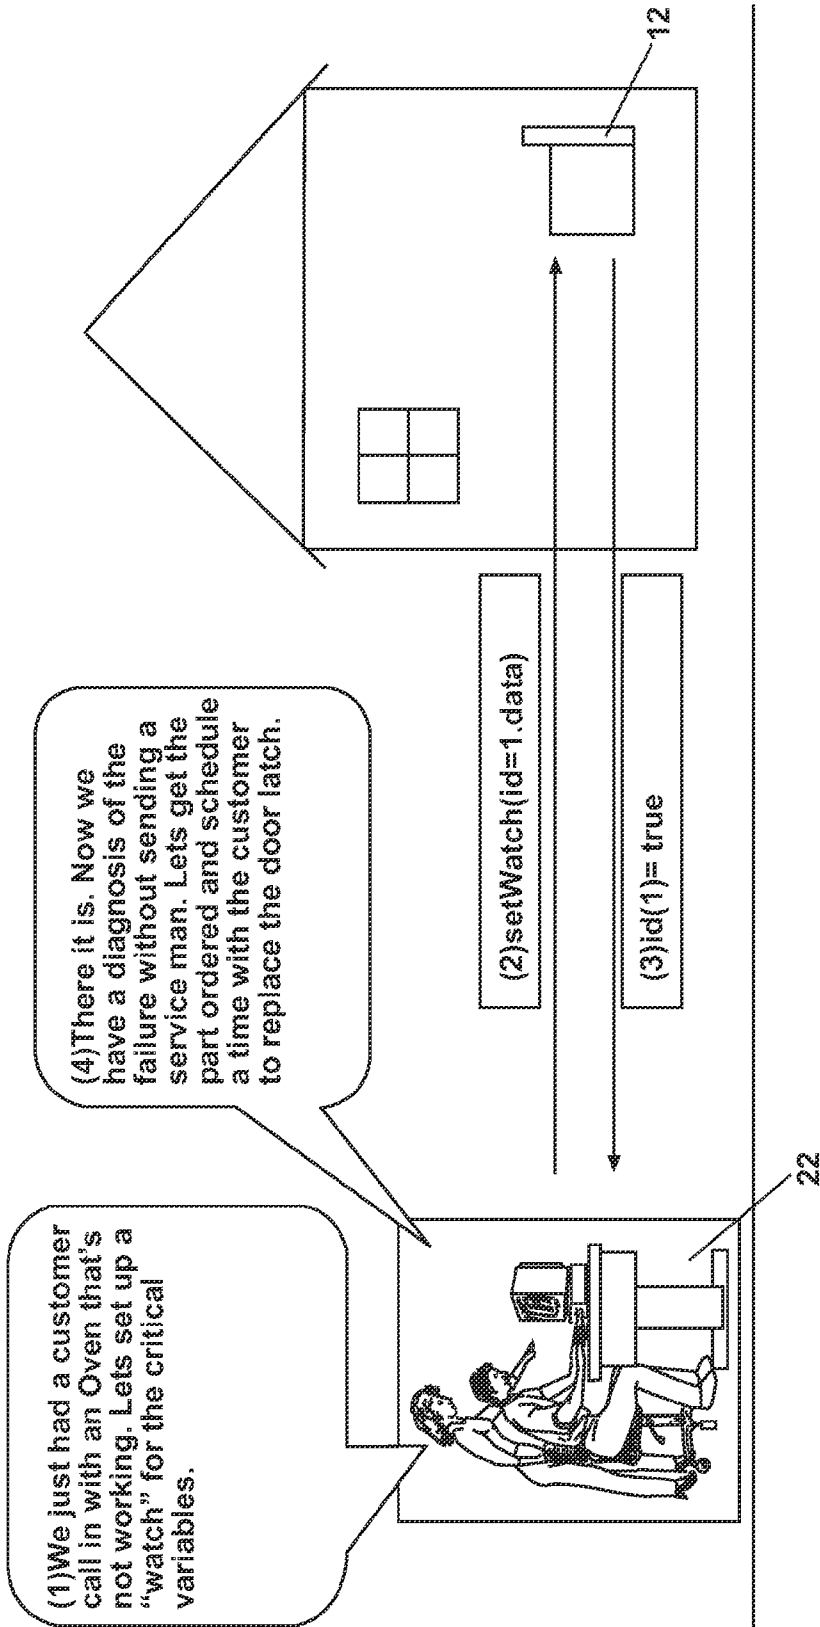 (1)We just had a customer
call in with an Oven that's
not working. Lets set up a
“watch” for the critical
variables.
(4)There it is. Now we
have a diagnosis of the
failure without sending a
service man. Lets get the
part ordered and schedule
a time with the customer
to replace the door latch.
(2)setWatch(id=1.data)
(3)id(1)= true
22
12